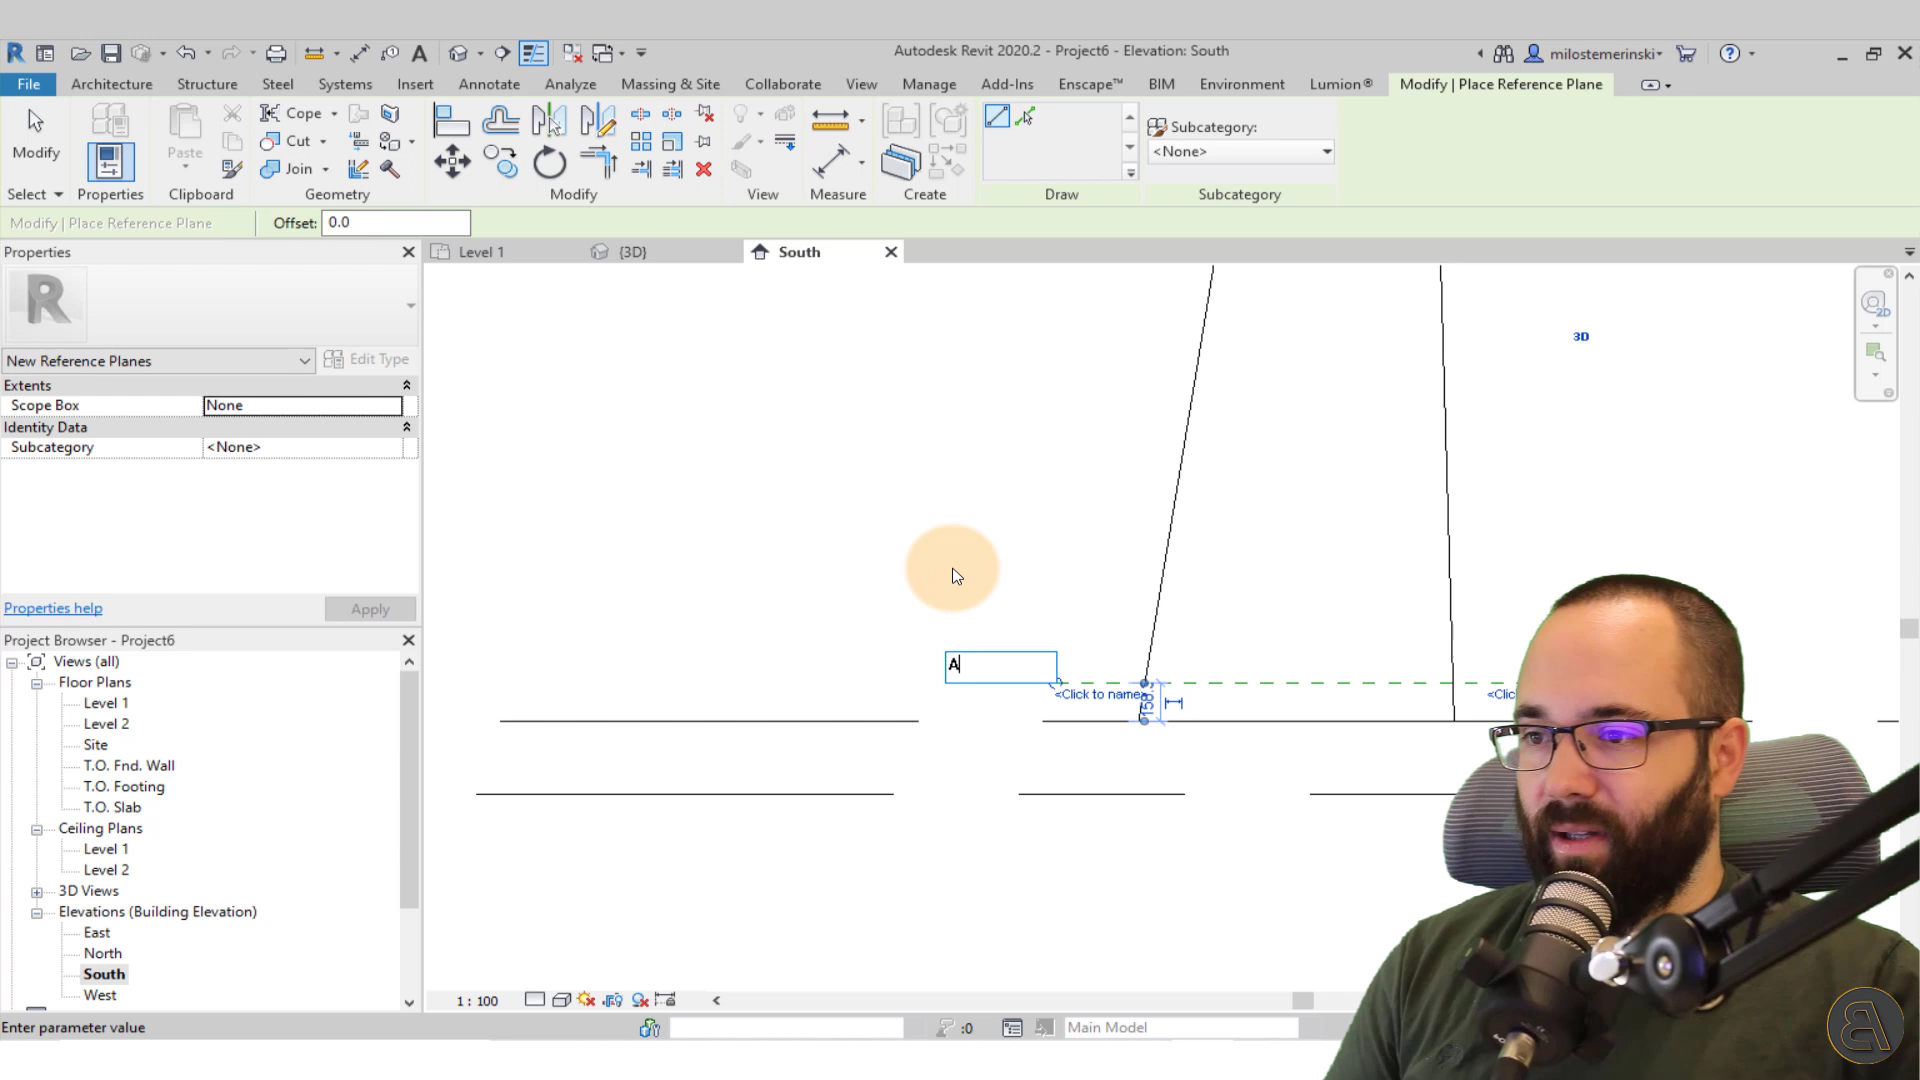 Autodesk Revit 2020.2 - Project6 - Elevation: South
milostemerinski
File
Architecture
Structure
Steel
Systems
Insert
Annotate
Analyze
Massing & Site
Collaborate
View
Manage
Add-Ins
Enscape™
BIM
Environment
Lumion®
Modify | Place Reference Plane
Modify
Paste
Cope
Cut
Join
Subcategory:
<None>
Select
Properties
Clipboard
Geometry
Modify
View
Measure
Create
Draw
Subcategory
Modify | Place Reference Plane
Offset:
0.0
Properties
Level 1
{3D}
South
R
New Reference Planes
Edit Type
Extents
Scope Box
None
Identity Data
Subcategory
<None>
Properties help
Apply
3D
2D
A
<Click to name>
<Clic
Project Browser - Project6
Views (all)
Floor Plans
Level 1
Level 2
Site
T.O. Fnd. Wall
T.O. Footing
T.O. Slab
Ceiling Plans
Level 1
Level 2
3D Views
Elevations (Building Elevation)
East
North
South
West
1 : 100
Enter parameter value
:0
Main Model